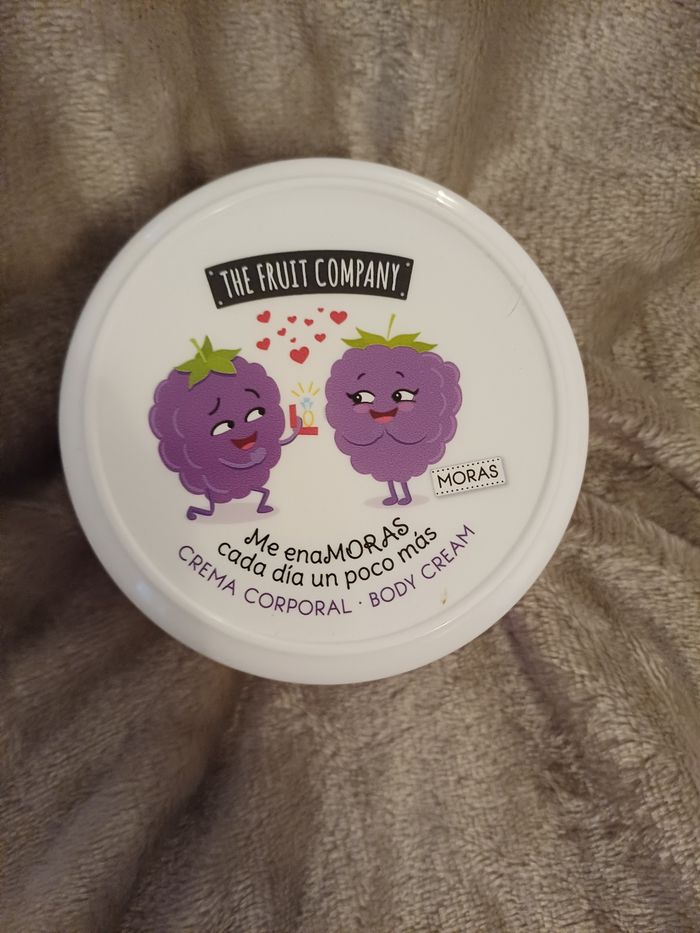 THE FRUIT COMPANY
MORAS
Me enaMORAS
cada día un poco más
CREMA CORPORAL · BODY CREAM